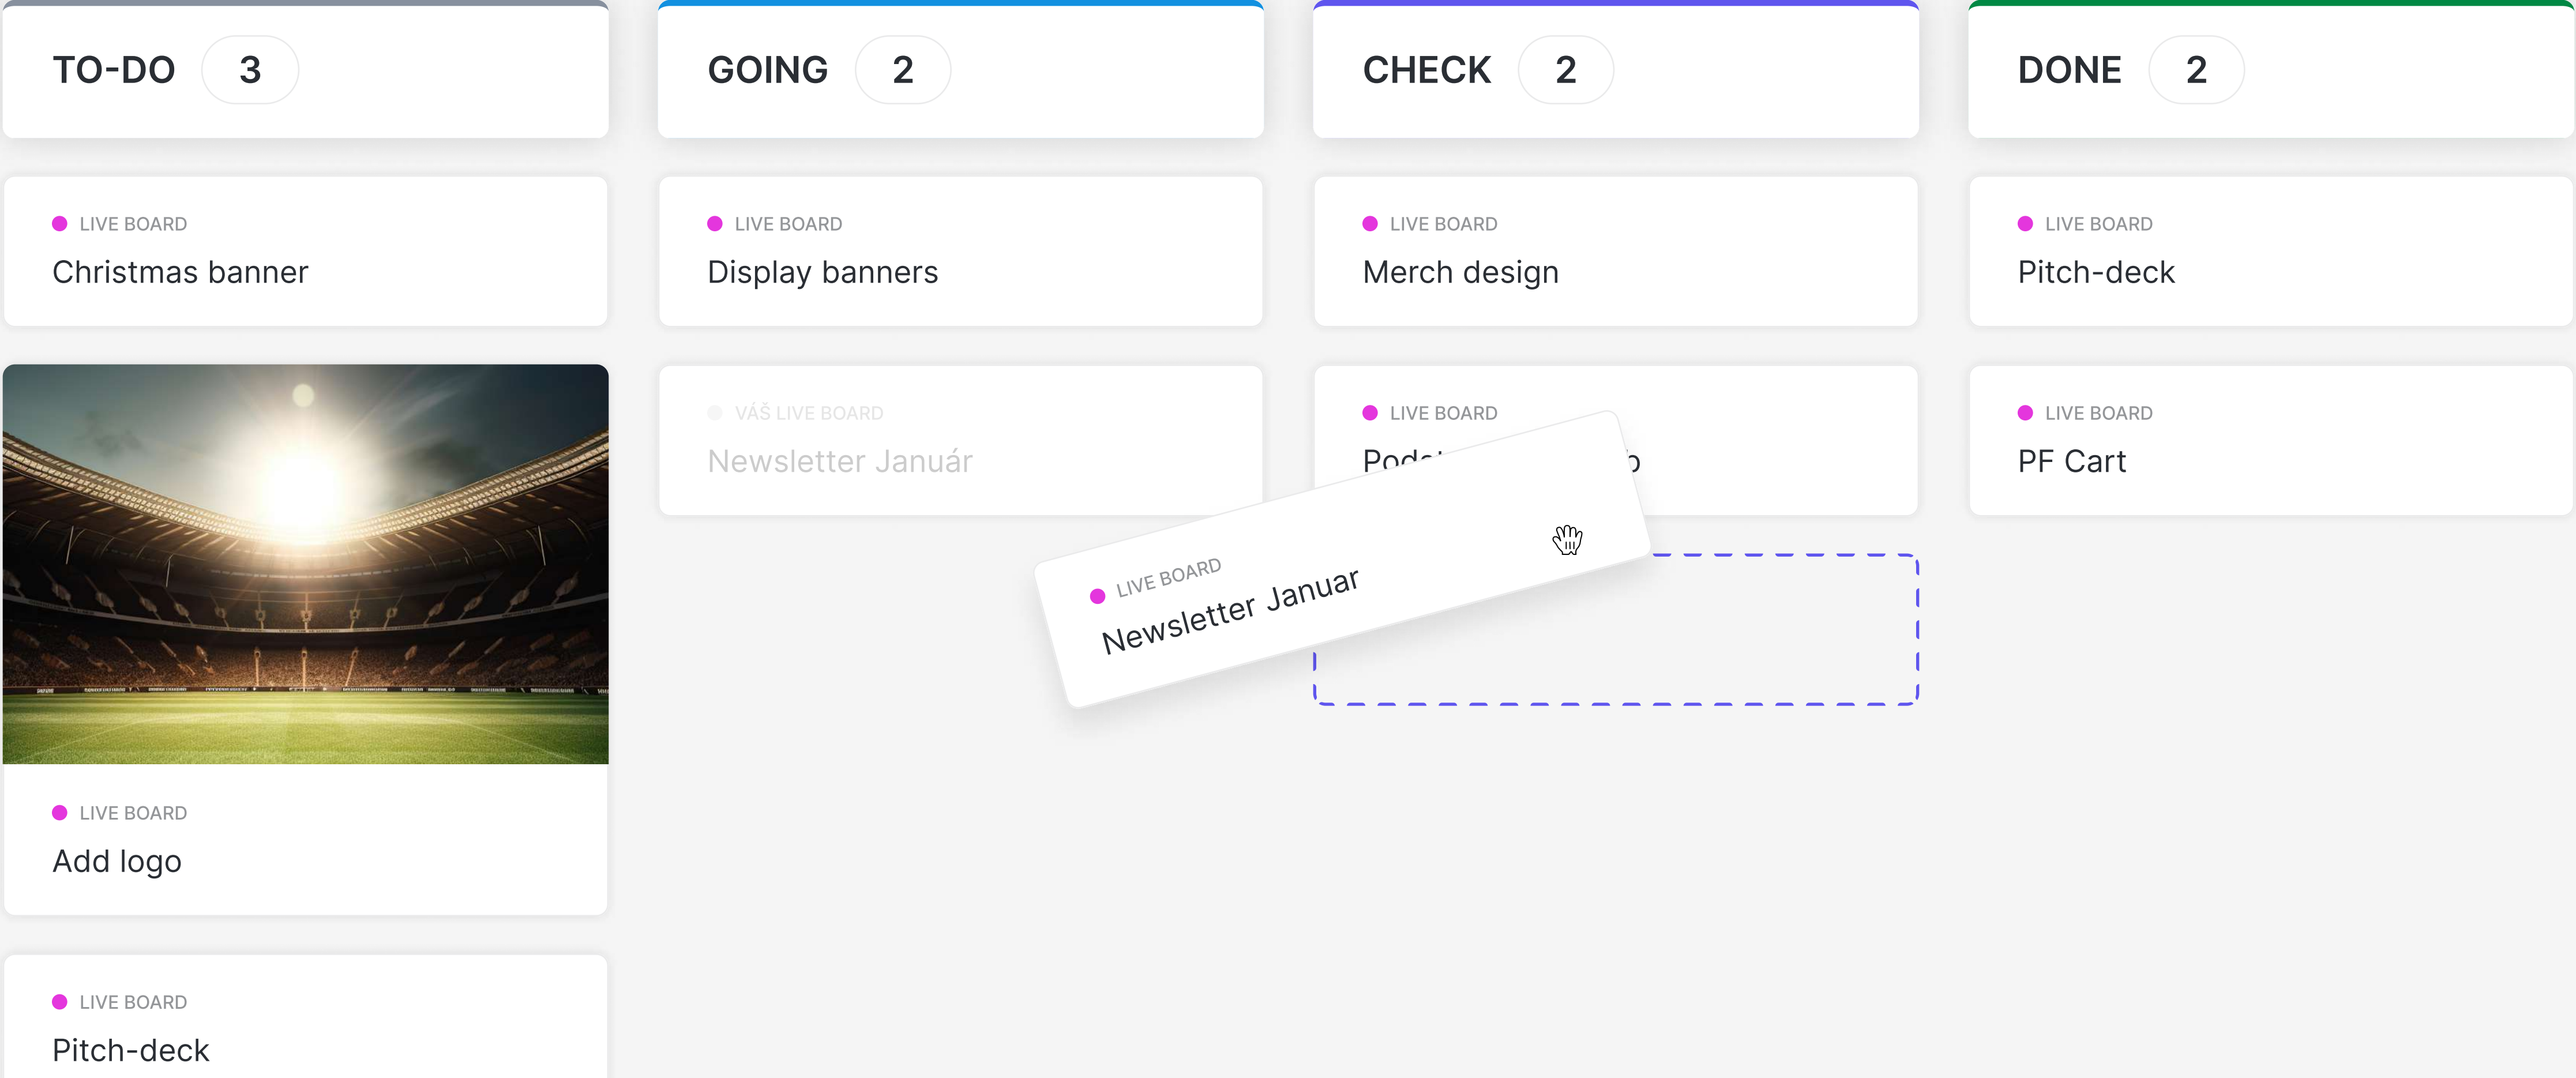 TO-DO 3
LIVE BOARD
Christmas banner
LIVE BOARD
Add logo
LIVE BOARD
Pitch-deck
GOING 2
LIVE BOARD
Display banners
VÁŠ LIVE BOARD
Newsletter Január
LIVE BOARD
Newsletter Januar
CHECK 2
LIVE BOARD
Merch design
LIVE BOARD
DONE 2
LIVE BOARD
Pitch-deck
LIVE BOARD
PF Cart